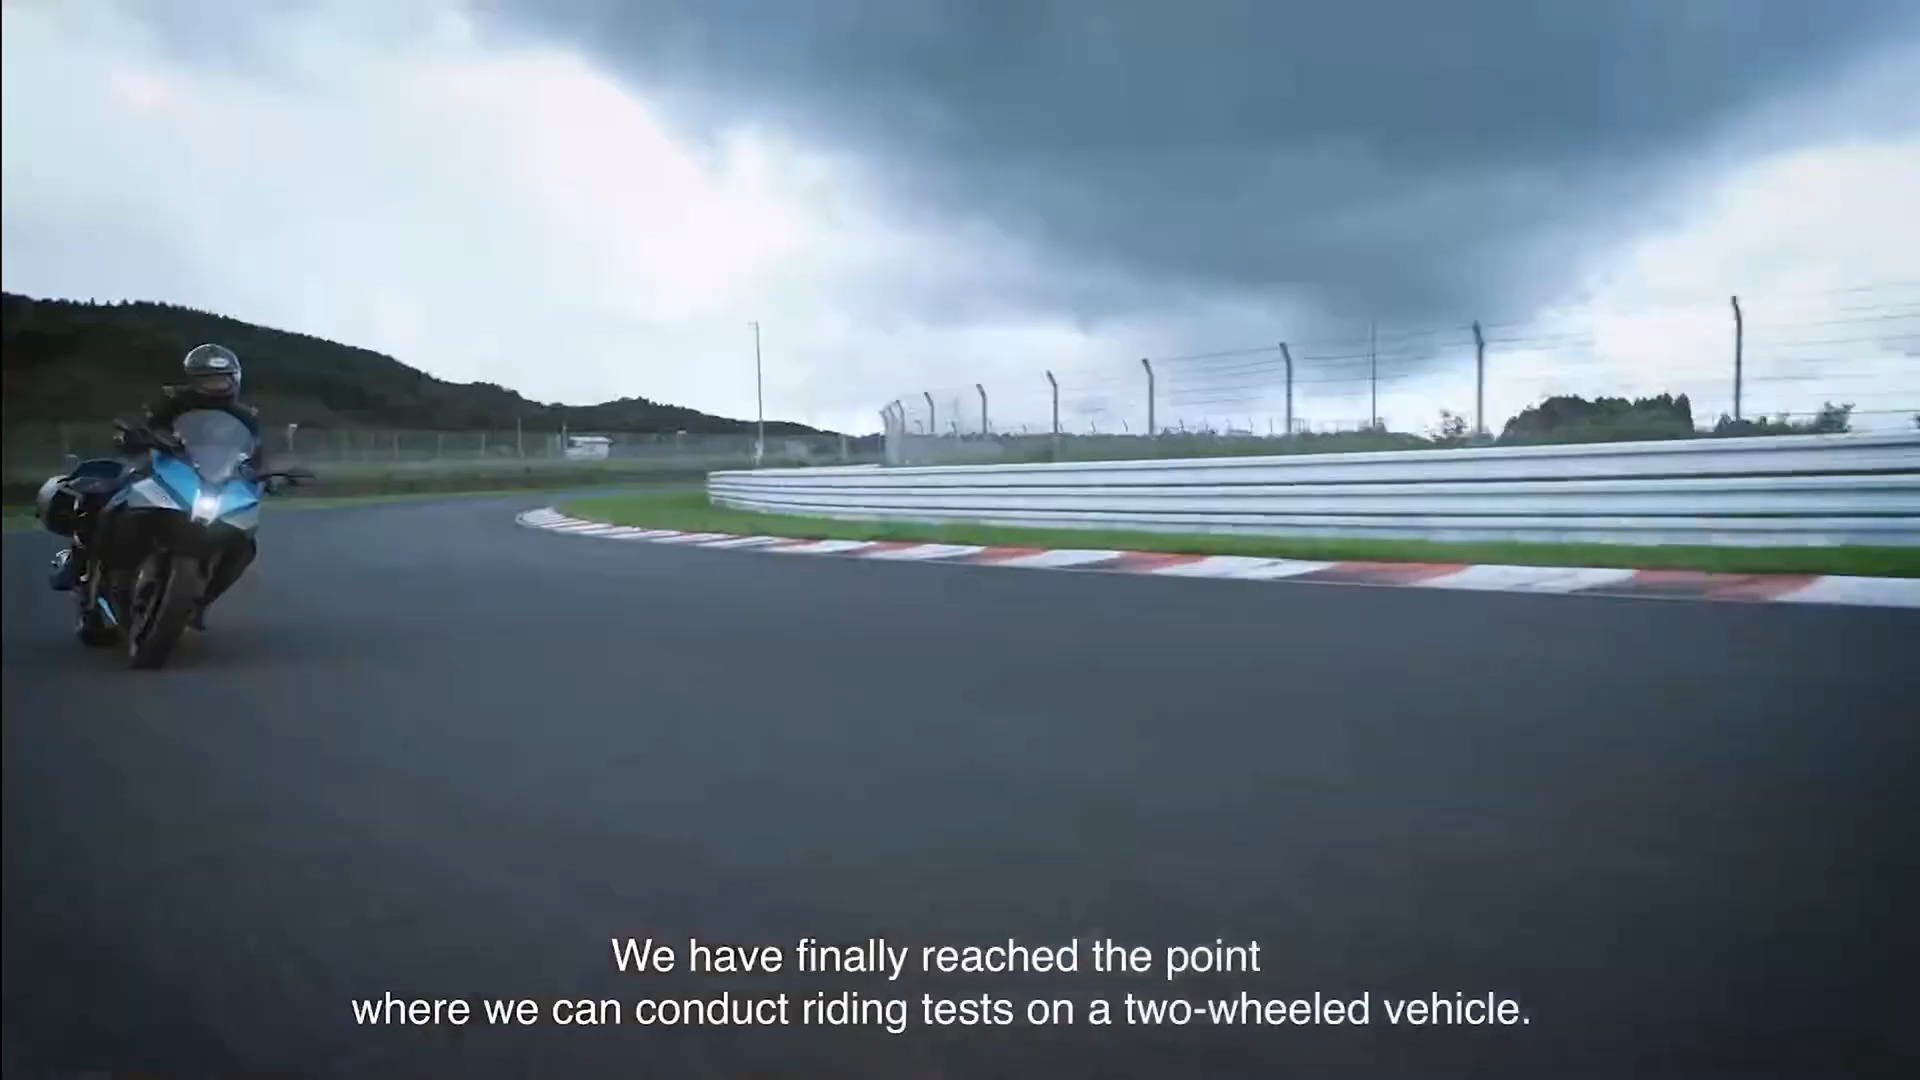 We have finally reached the point
where we can conduct riding tests on a two-wheeled vehicle.